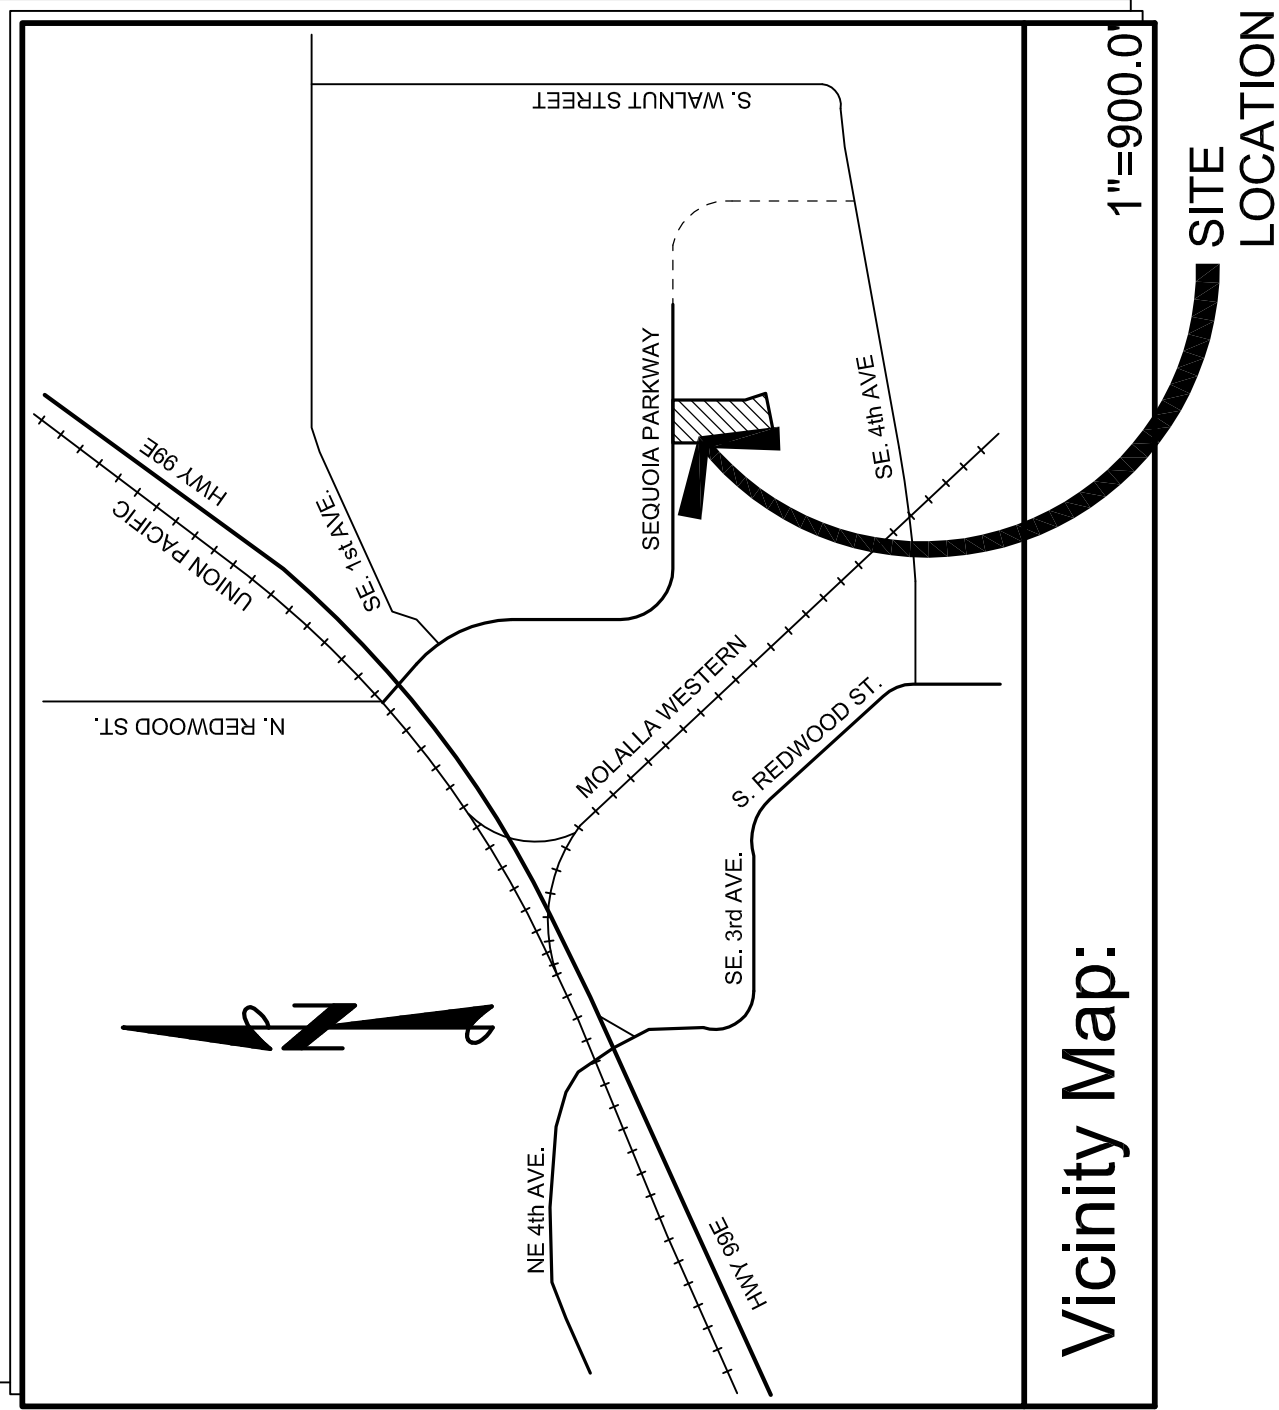 HWY 99E
UNION PACIFIC
SE. 1st AVE.
S. WALNUT STREET
N. REDWOOD ST.
SEQUOIA PARKWAY
SE. 4th AVE
MOLALLA WESTERN
S. REDWOOD ST.
SE. 3rd AVE.
N
NE 4th AVE.
HWY 99E
Vicinity Map:
1"=900.0'
SITE
LOCATION